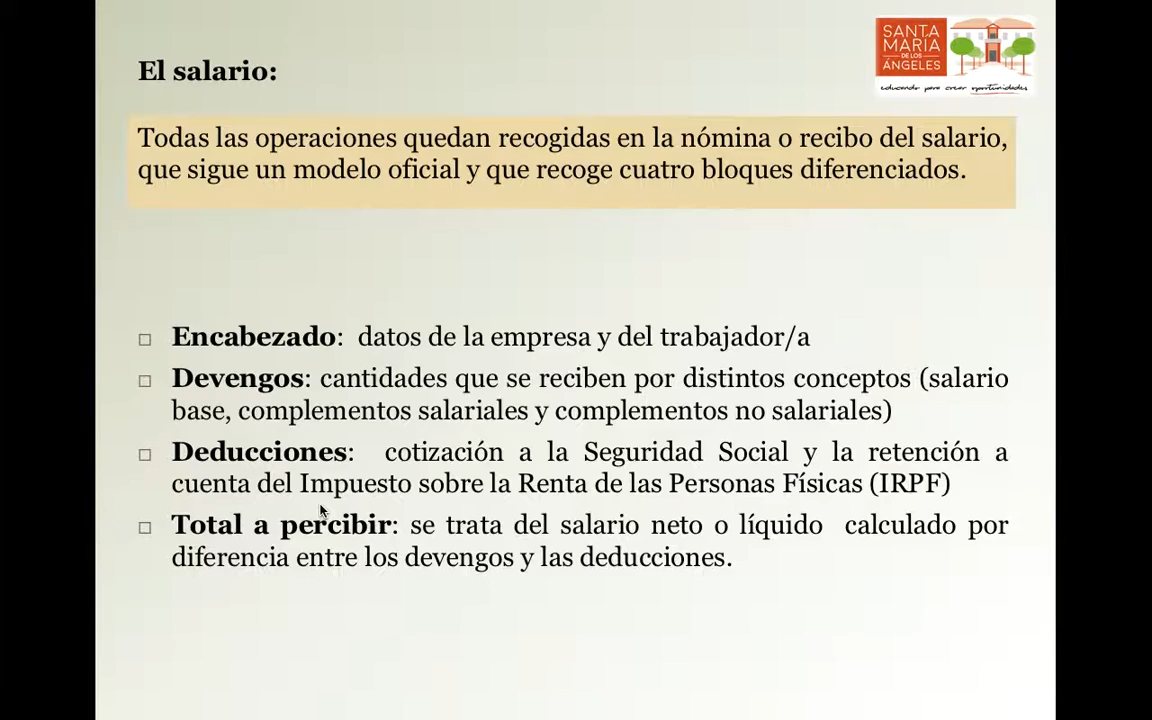 SANTA
MARÍA
DE LOS
ÁNGELES
educando para crear oportunidades
El salario:
Todas las operaciones quedan recogidas en la nómina o recibo del salario,
que sigue un modelo oficial y que recoge cuatro bloques diferenciados.
Encabezado: datos de la empresa y del trabajador/a
Devengos: cantidades que se reciben por distintos conceptos (salario
base, complementos salariales y complementos no salariales)
Deducciones: cotización a la Seguridad Social y la retención a
cuenta del Impuesto sobre la Renta de las Personas Físicas (IRPF)
Total a percibir: se trata del salario neto o líquido calculado por
diferencia entre los devengos y las deducciones.